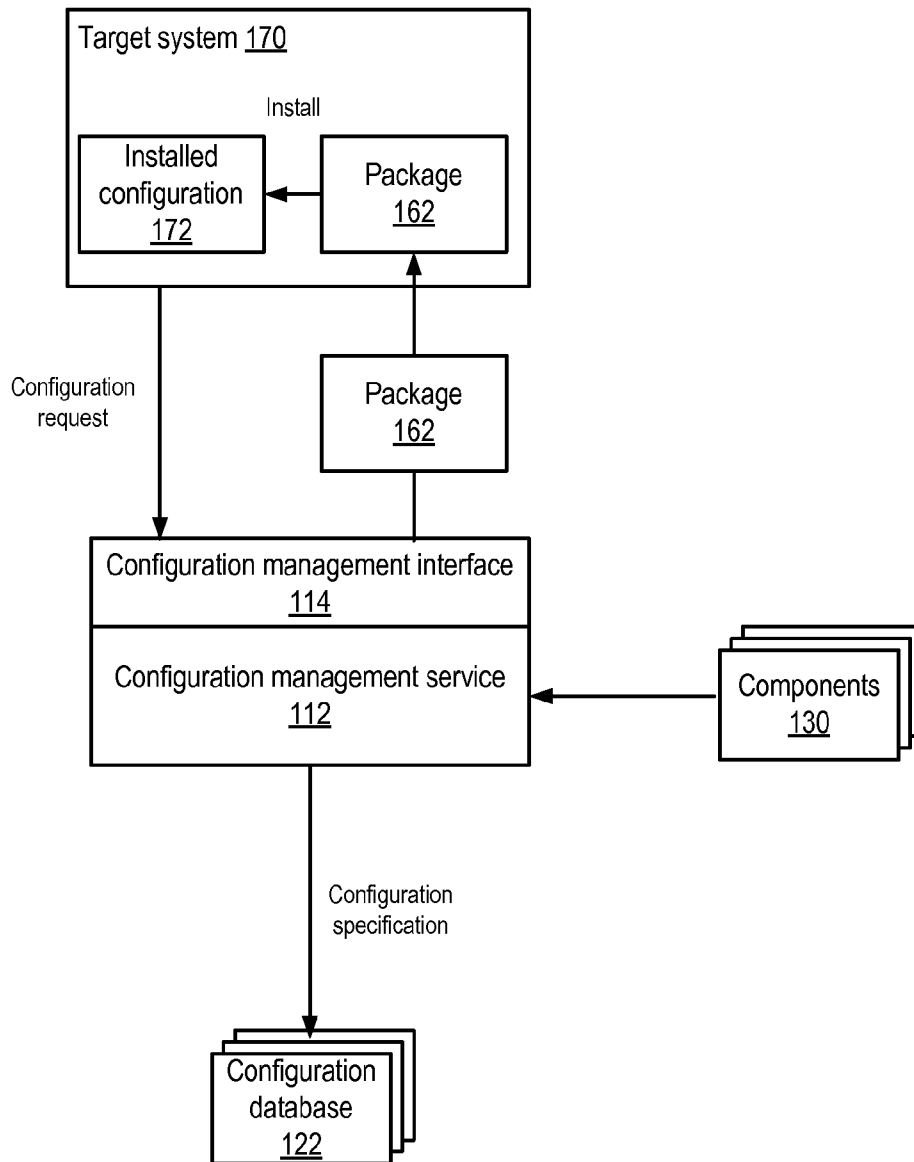 Target system 170
Install
Installed
configuration
172
Package
162
Configuration
request
Package
162
Configuration management interface
114
Configuration management service
112
Components
130
Configuration
specification
Configuration
database
122